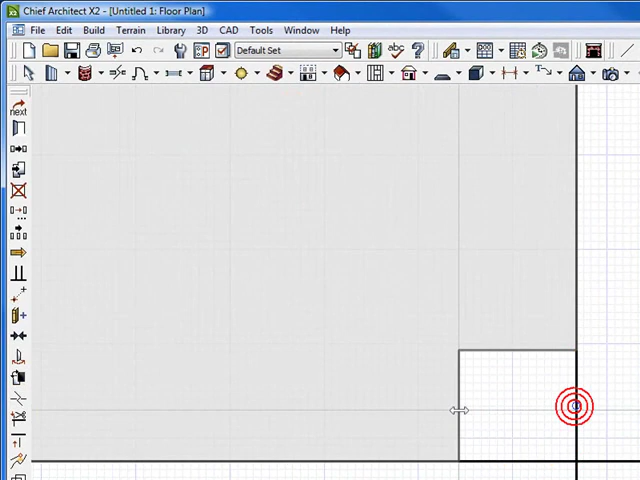 Chief Architect X2 - [Untitled 1: Floor Plan]
File Edit Build Terrain Library 3D CAD Tools Window Help
Default Set
next